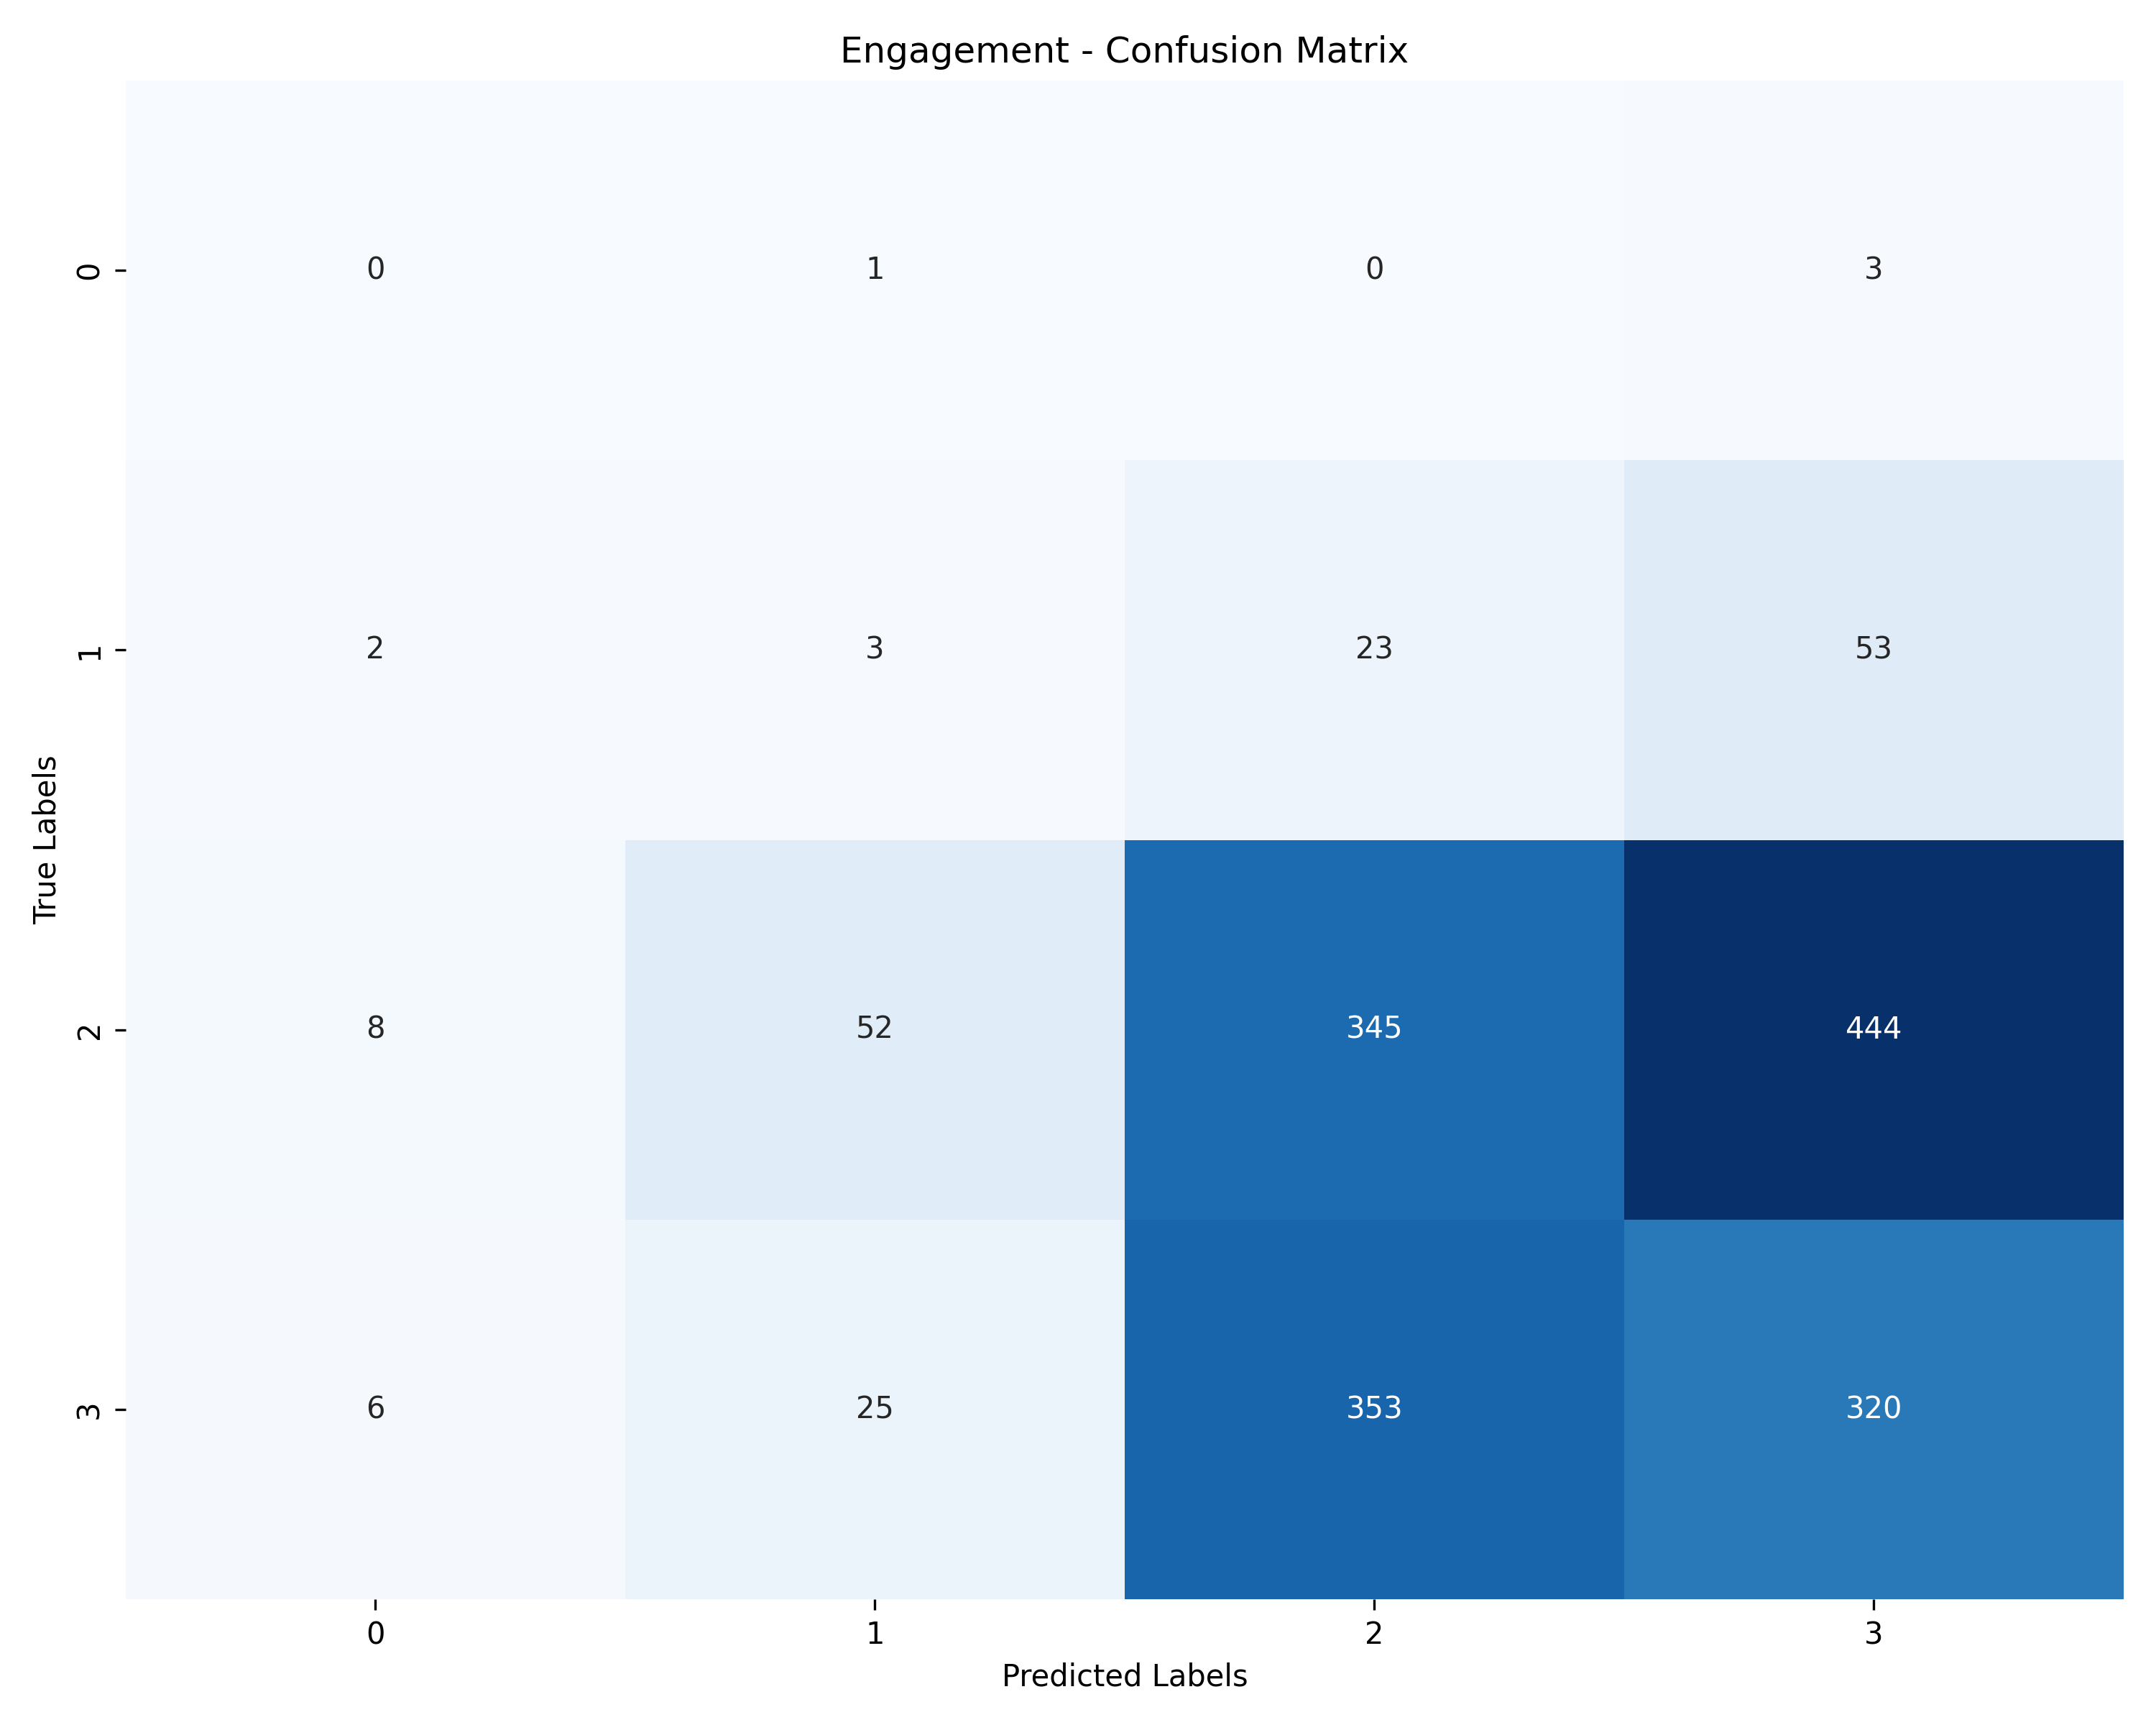 Engagement - Confusion Matrix
True Labels
0 0 1 0 3
1 2 3 23 53
2 8 52 345 444
3 6 25 353 320
0 1 2 3
Predicted Labels